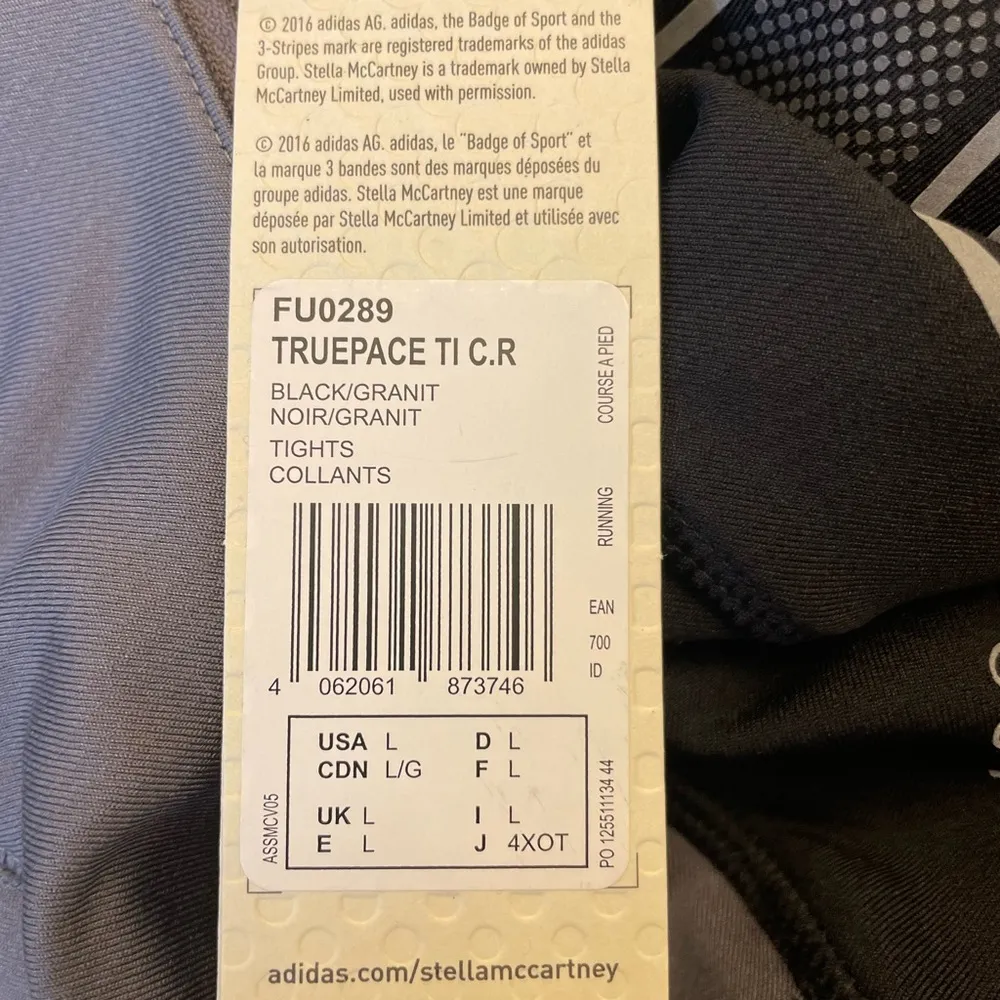 © 2016 adidas AG. adidas, the Badge of Sport and the
3-Stripes mark are registered trademarks of the adidas
Group. Stella McCartney is a trademark owned by Stella
McCartney Limited, used with permission.
© 2016 adidas AG. adidas, le "Badge of Sport" et
la marque 3 bandes sont des marques déposées du
groupe adidas. Stella McCartney est une marque
déposée par Stella McCartney Limited et utilisée avec
son autorisation.
FU0289
TRUEPACE TI C.R
BLACK/GRANIT
NOIR/GRANIT
TIGHTS
COLLANTS
COURSE A PIED
RUNNING
EAN
700
ID
4 062061 873746
USA L D L
CDN L/G F L
UK L I L
E L J 4XOT
ASSMCV05
PO 125511134 44
adidas.com/stellamccartney